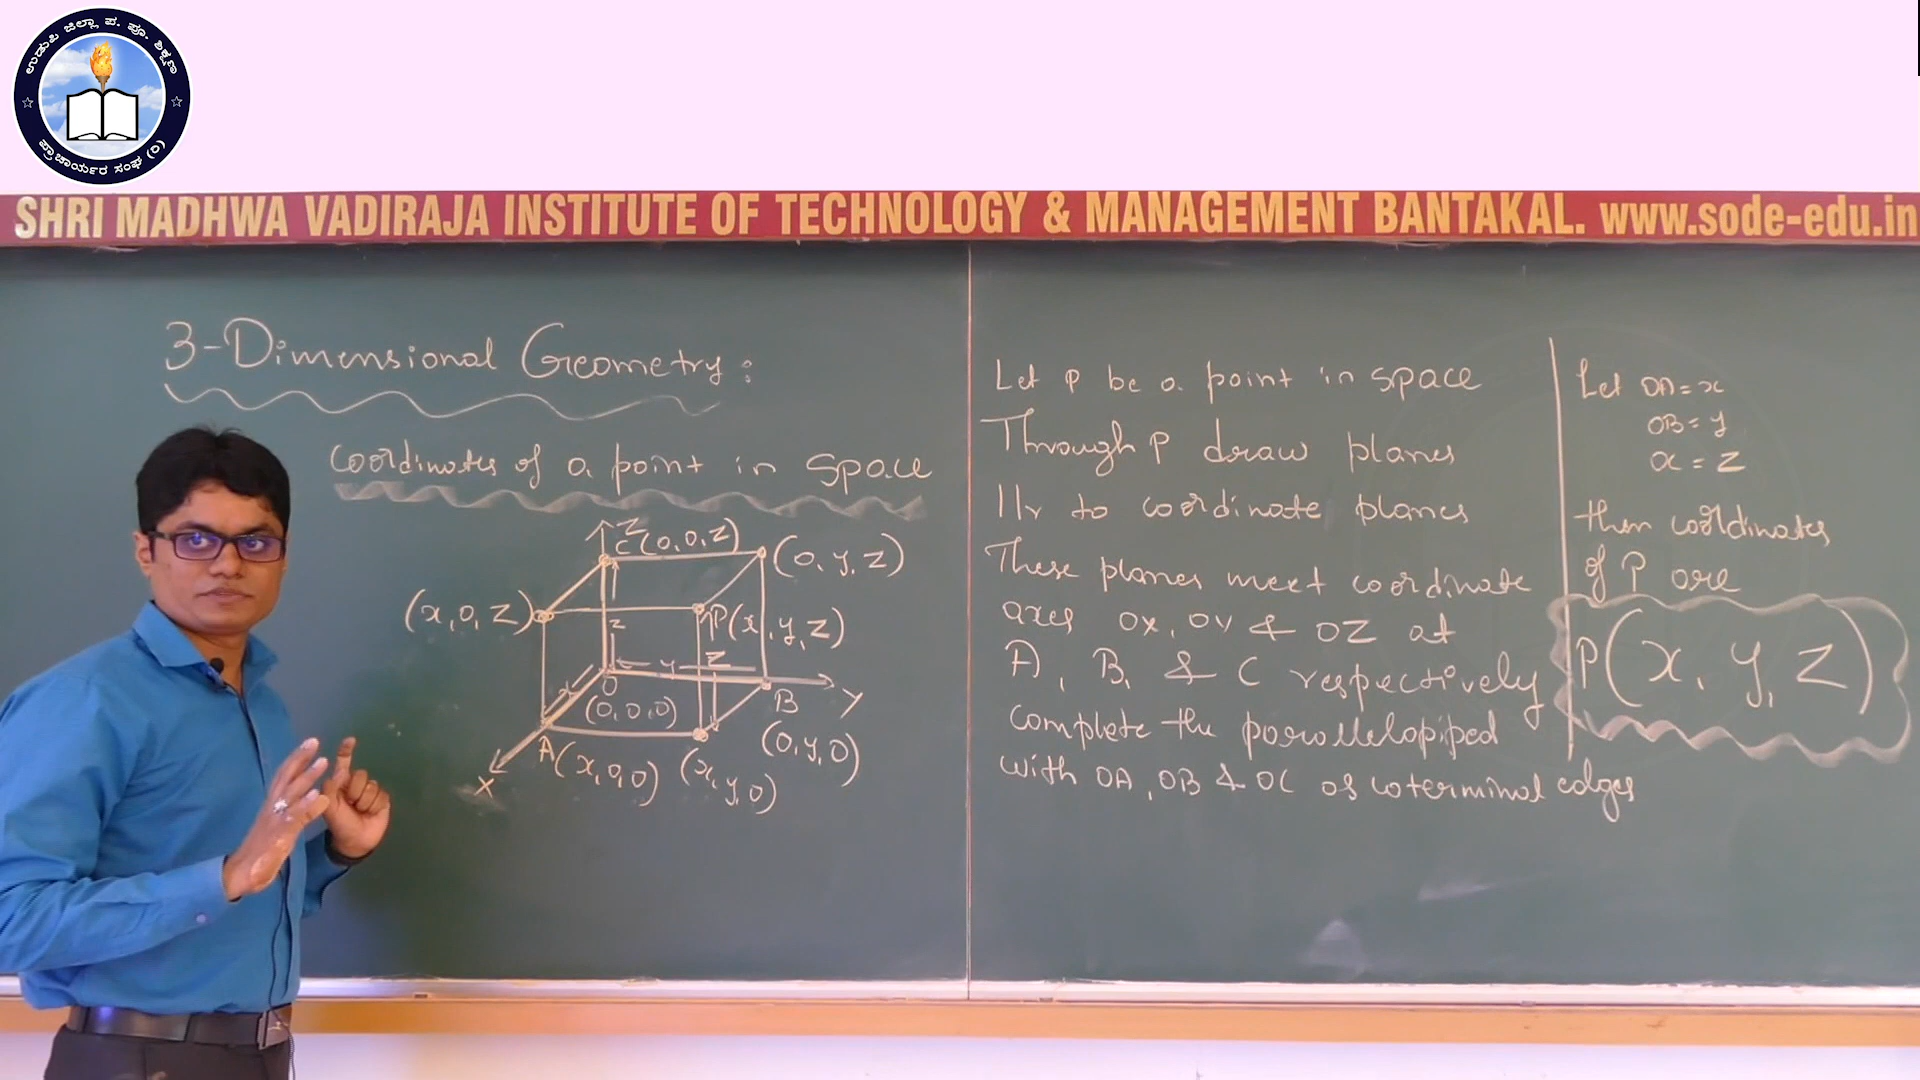 ಉಡುಪಿ ಜಿಲ್ಲಾ ಪ. ಪೂ. ಶಿಕ್ಷಣ
ಪ್ರಾಚಾರ್ಯರ ಸಂಘ (ರಿ)
SHRI MADHWA VADIRAJA INSTITUTE OF TECHNOLOGY & MANAGEMENT BANTAKAL. www.sode-edu.in
3-Dimensional Geometry:
Coordinates of a point in Space
Z
C(0,0,z)
(0,y,z)
(x,0,z)
P(x,y,z)
z
z
y
x
O
(0,0,0)
B
Y
(0,y,0)
A(x,0,0)
(x,y,0)
X
Let P be a point in space
Through P draw planes
||r to coordinate planes
These planes meet coordinate
axes OX, OY & OZ at
A, B, & C respectively
complete the parallelopiped
with OA, OB & OC as coterminal edges
Let OA = x
OB = y
OC = z
then coordinates
of P are
P(x, y, z)